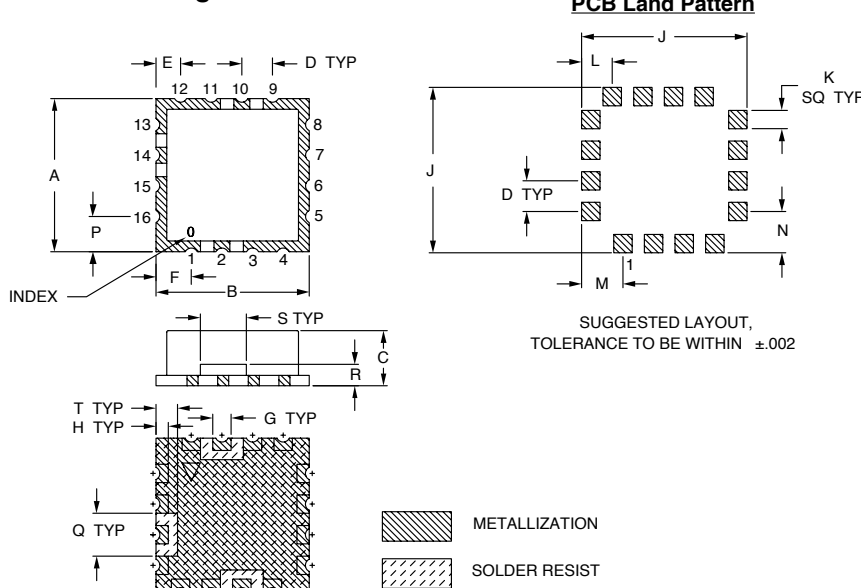 PCB Land Pattern
E
D TYP
12 11 10 9
13
14
15
16
8
7
6
5
A
P
0
1 2 3 4
F
B
INDEX
S TYP
C
R
T TYP
H TYP
G TYP
Q TYP
J
L
K
SQ TYP
J
D TYP
N
1
M
SUGGESTED LAYOUT,
TOLERANCE TO BE WITHIN ±.002
METALLIZATION
SOLDER RESIST